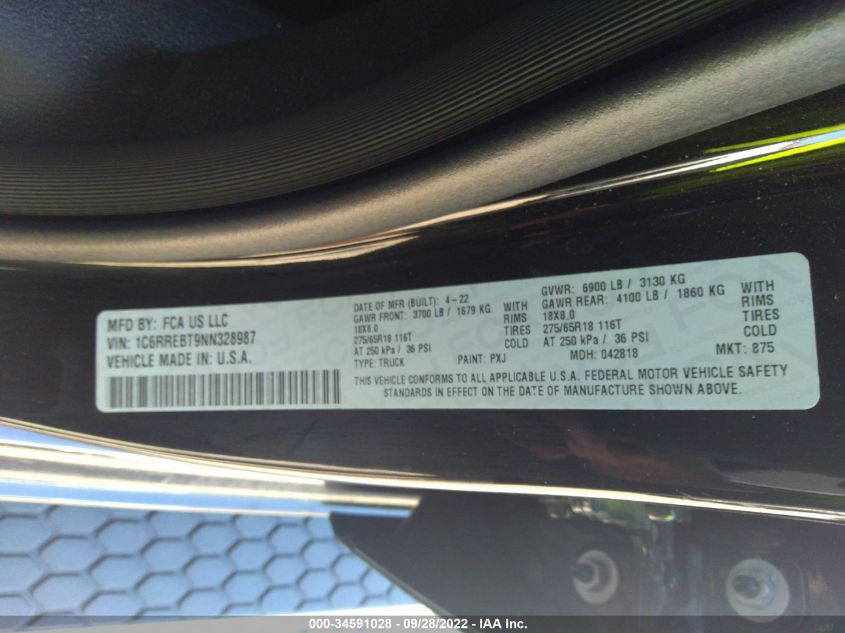 MFD BY: FCA US LLC
VIN: 1C6RREBT9NN328987
VEHICLE MADE IN: U.S.A.
DATE OF MFR (BUILT): 4-22
GAWR FRONT: 3700 LB / 1679 KG WITH
18X8.0 RIMS
275/65R18 116T TIRES
AT 250 kPa / 36 PSI COLD
TYPE: TRUCK PAINT: PXJ
GVWR: 6900 LB / 3130 KG
GAWR REAR: 4100 LB / 1860 KG WITH
18X8.0 RIMS
275/65R18 116T TIRES
AT 250 kPa / 36 PSI COLD
MDH: 042818 MKT: 875
THIS VEHICLE CONFORMS TO ALL APPLICABLE U.S.A. FEDERAL MOTOR VEHICLE SAFETY
STANDARDS IN EFFECT ON THE DATE OF MANUFACTURE SHOWN ABOVE.
000-34591028 - 09/28/2022 - IAA Inc.